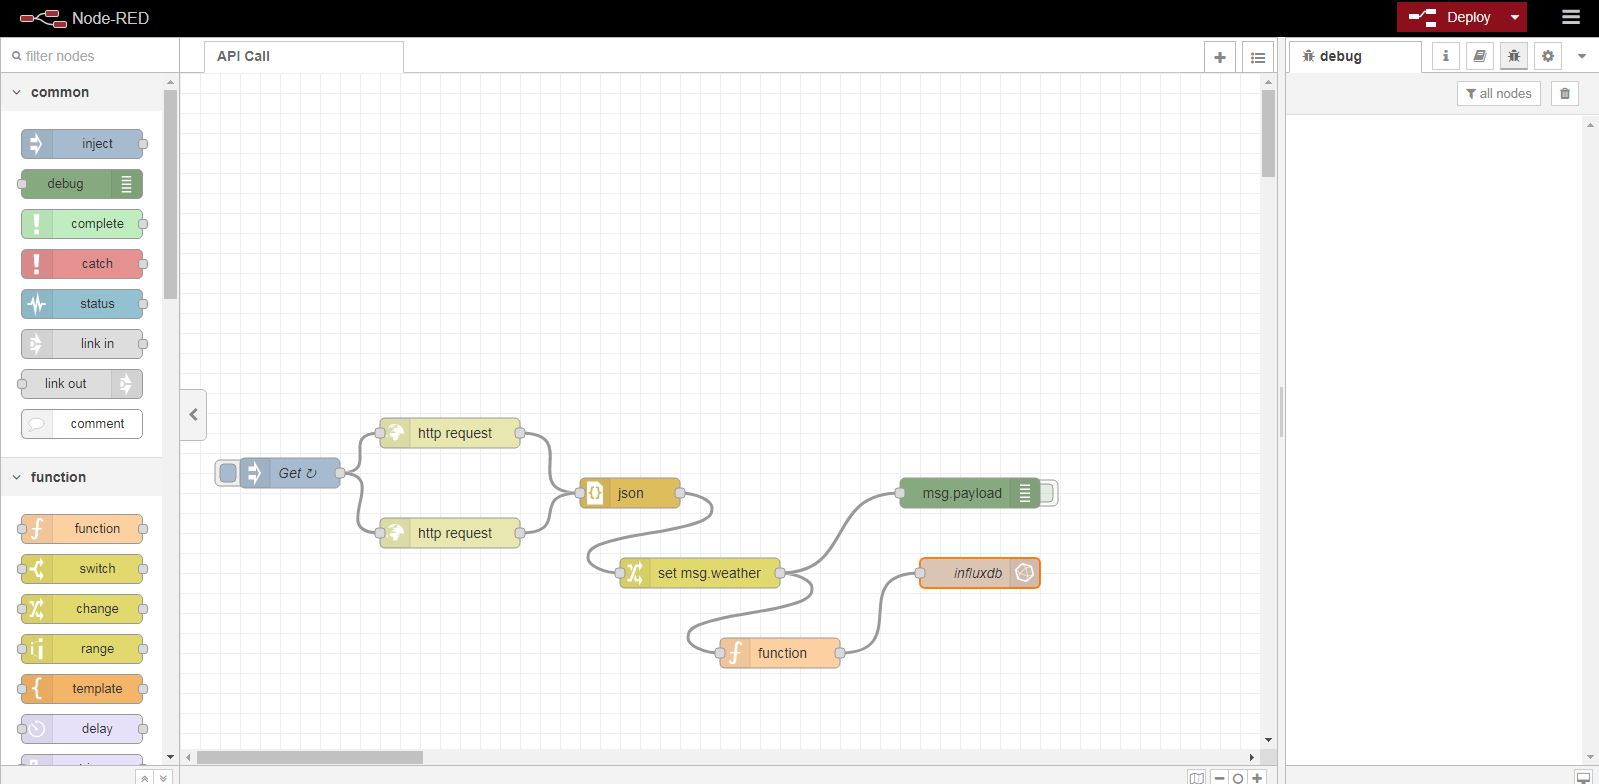 Node-RED
Deploy
filter nodes
API Call
debug
all nodes
common
inject
debug
complete
catch
status
link in
link out
comment
function
function
switch
change
range
template
delay
Get ↻
http request
http request
json
set msg.weather
function
msg.payload
influxdb